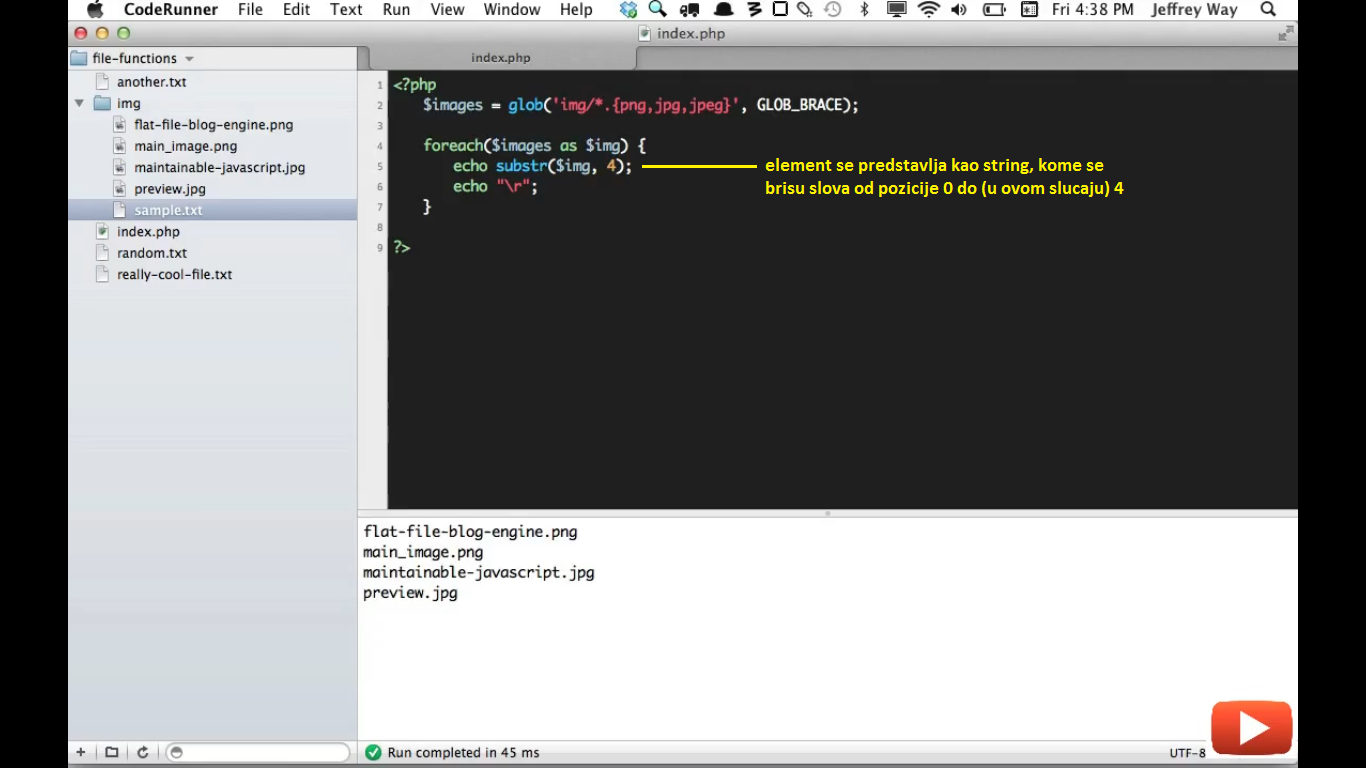 CodeRunner File Edit Text Run View Window Help Fri 4:38 PM Jeffrey Way
index.php
file-functions
index.php
another.txt
img
flat-file-blog-engine.png
main_image.png
maintainable-javascript.jpg
preview.jpg
sample.txt
index.php
random.txt
really-cool-file.txt
1 <?php
2 $images = glob('img/*.{png,jpg,jpeg}', GLOB_BRACE);
3
4 foreach($images as $img) {
5 echo substr($img, 4);
6 echo "\r";
7 }
8
9 ?>
element se predstavlja kao string, kome se
brisu slova od pozicije 0 do (u ovom slucaju) 4
flat-file-blog-engine.png
main_image.png
maintainable-javascript.jpg
preview.jpg
Run completed in 45 ms UTF-8